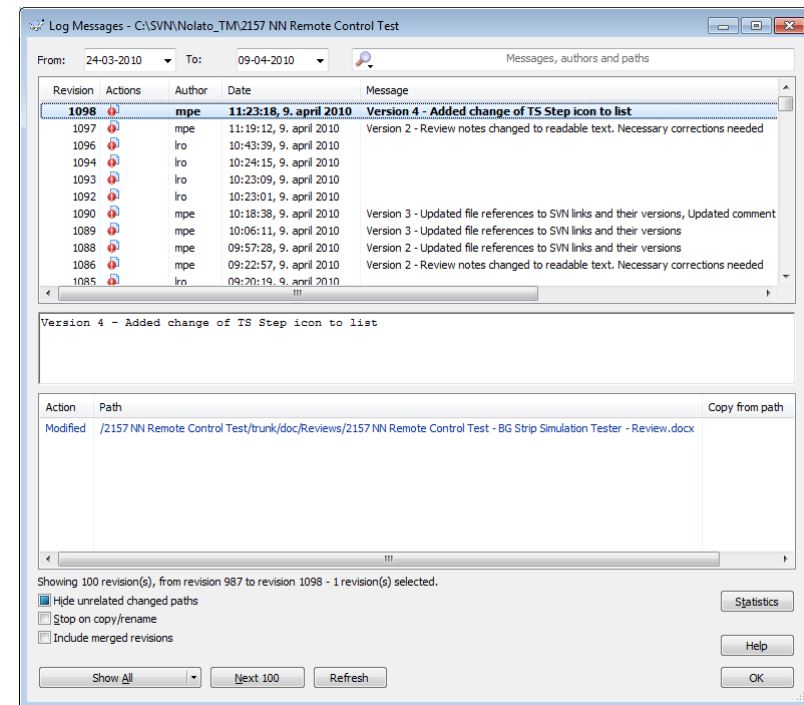 Log Messages - C:\SVN\Nolato_TM\2157 NN Remote Control Test
From: 24-03-2010 To: 09-04-2010 Messages, authors and paths
Revision Actions Author Date Message
1098 mpe 11:23:18, 9. april 2010 Version 4 - Added change of TS Step icon to list
1097 mpe 11:19:12, 9. april 2010 Version 2 - Review notes changed to readable text. Necessary corrections needed
1096 lro 10:43:39, 9. april 2010
1094 lro 10:24:15, 9. april 2010
1093 lro 10:23:09, 9. april 2010
1092 lro 10:23:01, 9. april 2010
1090 mpe 10:18:38, 9. april 2010 Version 3 - Updated file references to SVN links and their versions, Updated comment
1089 mpe 10:06:11, 9. april 2010 Version 3 - Updated file references to SVN links and their versions
1088 mpe 09:57:28, 9. april 2010 Version 2 - Updated file references to SVN links and their versions
1086 mpe 09:22:57, 9. april 2010 Version 2 - Review notes changed to readable text. Necessary corrections needed
1085 lro 09:20:19, 9. april 2010
Version 4 - Added change of TS Step icon to list
Action Path Copy from path
Modified /2157 NN Remote Control Test/trunk/doc/Reviews/2157 NN Remote Control Test - BG Strip Simulation Tester - Review.docx
Showing 100 revision(s), from revision 987 to revision 1098 - 1 revision(s) selected.
Hide unrelated changed paths
Statistics
Stop on copy/rename
Include merged revisions
Help
Show All Next 100 Refresh OK